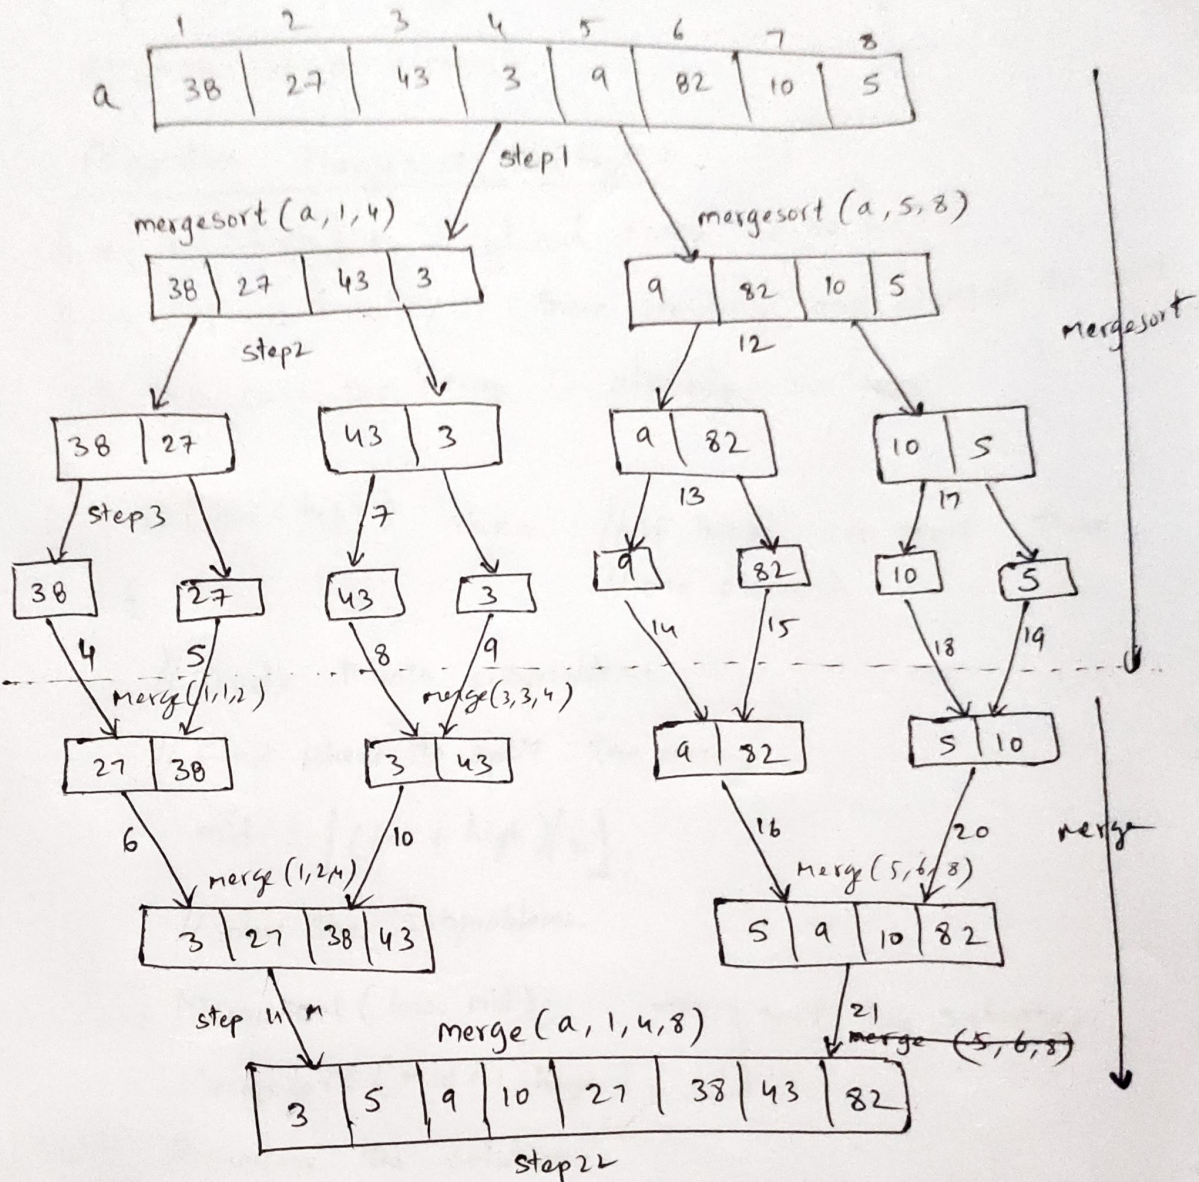 1 2 3 4 5 6 7 8
a 38 27 43 3 9 82 10 5
step1
mergesort (a,1,4) mergesort (a,5,8)
38 27 43 3 9 82 10 5
mergesort
step2 12
38 27 43 3 9 82 10 5
step3 7 13 17
38 27 43 3 9 82 10 5
4 5 8 9 14 15 18 19
merge(1,1,2) merge(3,3,4)
27 38 3 43 9 82 5 10
6 10 16 20 merge
merge (1,2,4) merge(5,6,8)
3 27 38 43 5 9 10 82
step 11 merge (a,1,4,8) 21
merge (5,6,8)
3 5 9 10 27 38 43 82
step22